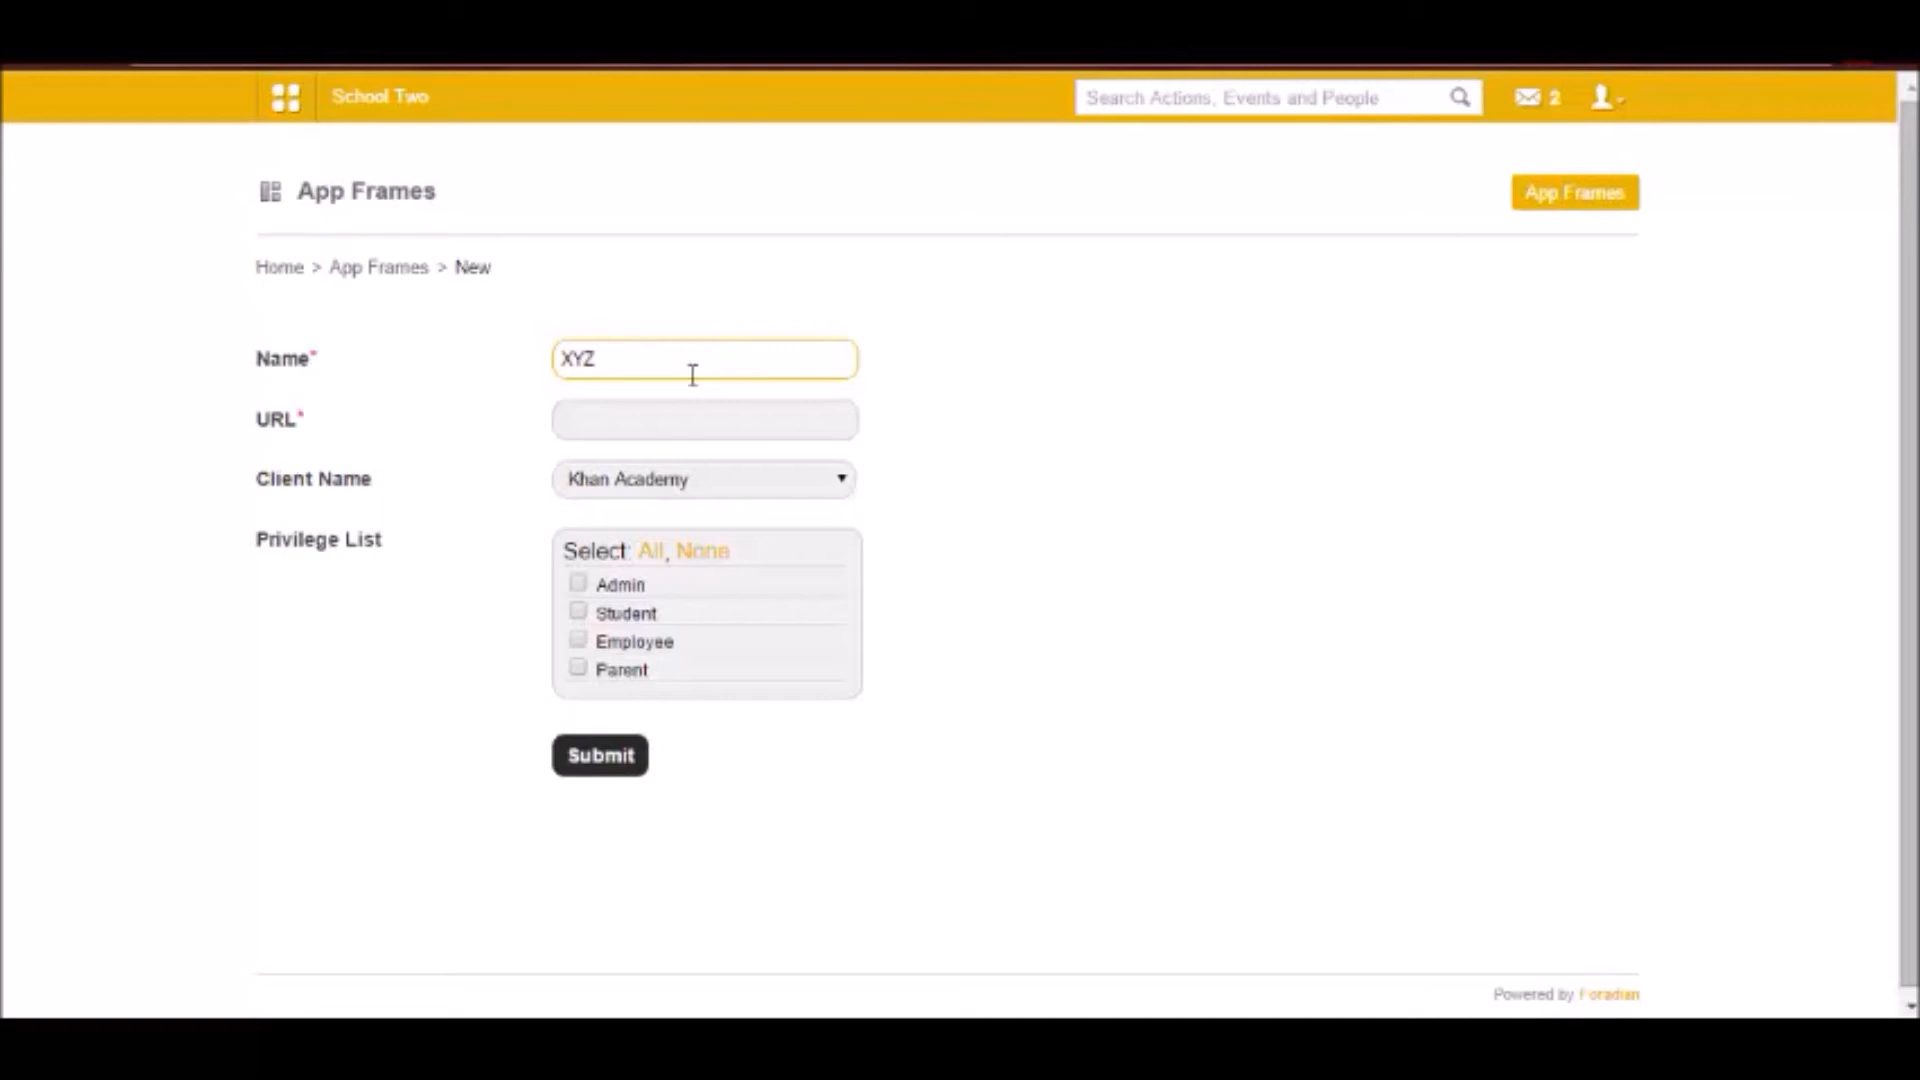 School Two
Search Actions, Events and People
2
App Frames
App Frames
Home > App Frames > New
Name*
XYZ
URL*
Client Name
Khan Academy
Privilege List
Select: All, None
Admin
Student
Employee
Parent
Submit
Powered by Foradian